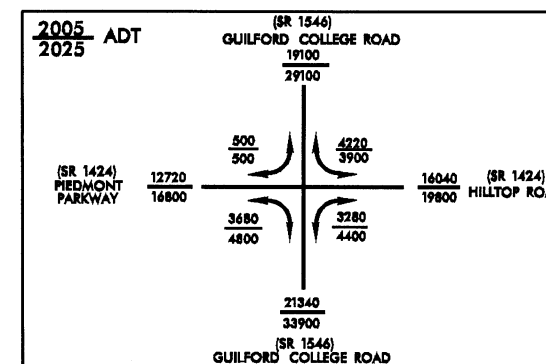 2005
2025 ADT
(SR 1546)
GUILFORD COLLEGE ROAD
19100
29100
500
500
4220
3900
(SR 1424)
PIEDMONT
PARKWAY
12720
16800
16040
19800
(SR 1424)
HILLTOP
3680
4800
3280
4400
21340
33900
(SR 1546)
GUILFORD COLLEGE ROAD